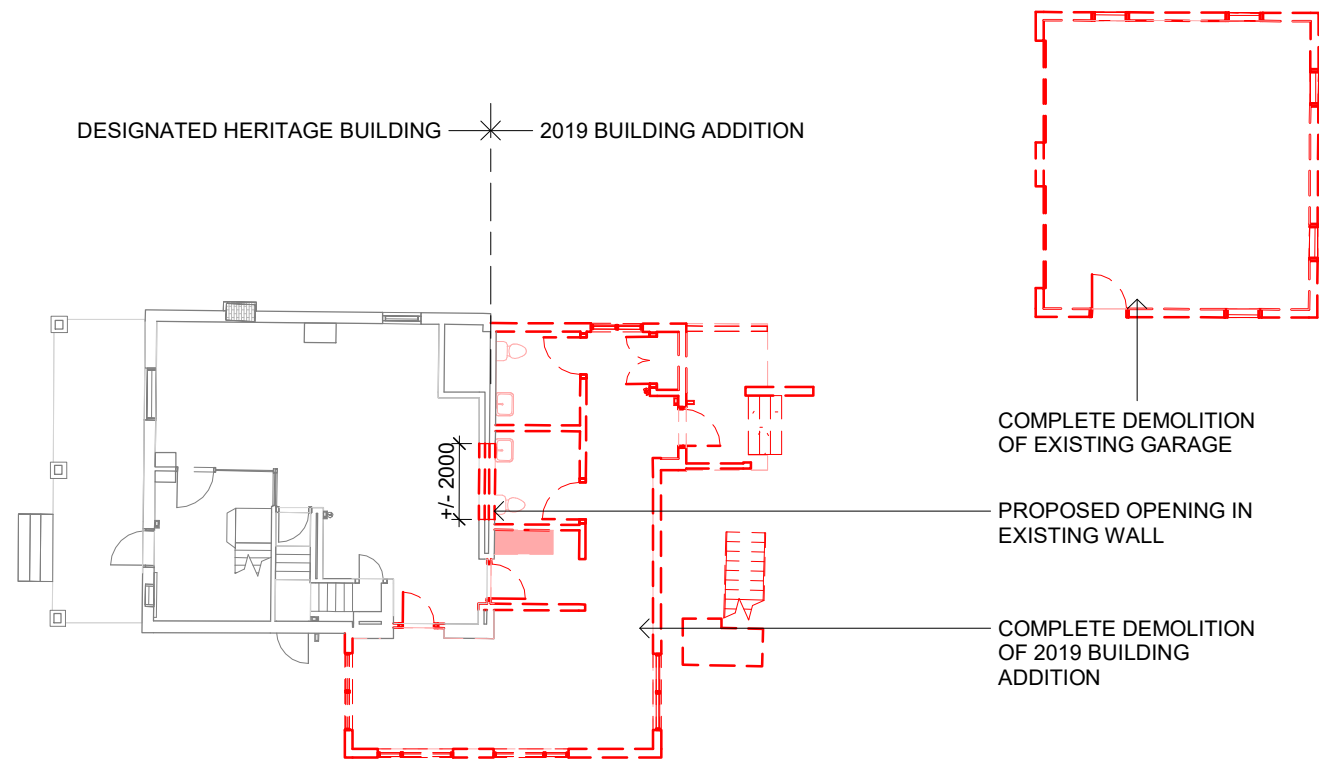 DESIGNATED HERITAGE BUILDING
2019 BUILDING ADDITION
COMPLETE DEMOLITION
OF EXISTING GARAGE
+/- 2000
PROPOSED OPENING IN
EXISTING WALL
COMPLETE DEMOLITION
OF 2019 BUILDING
ADDITION